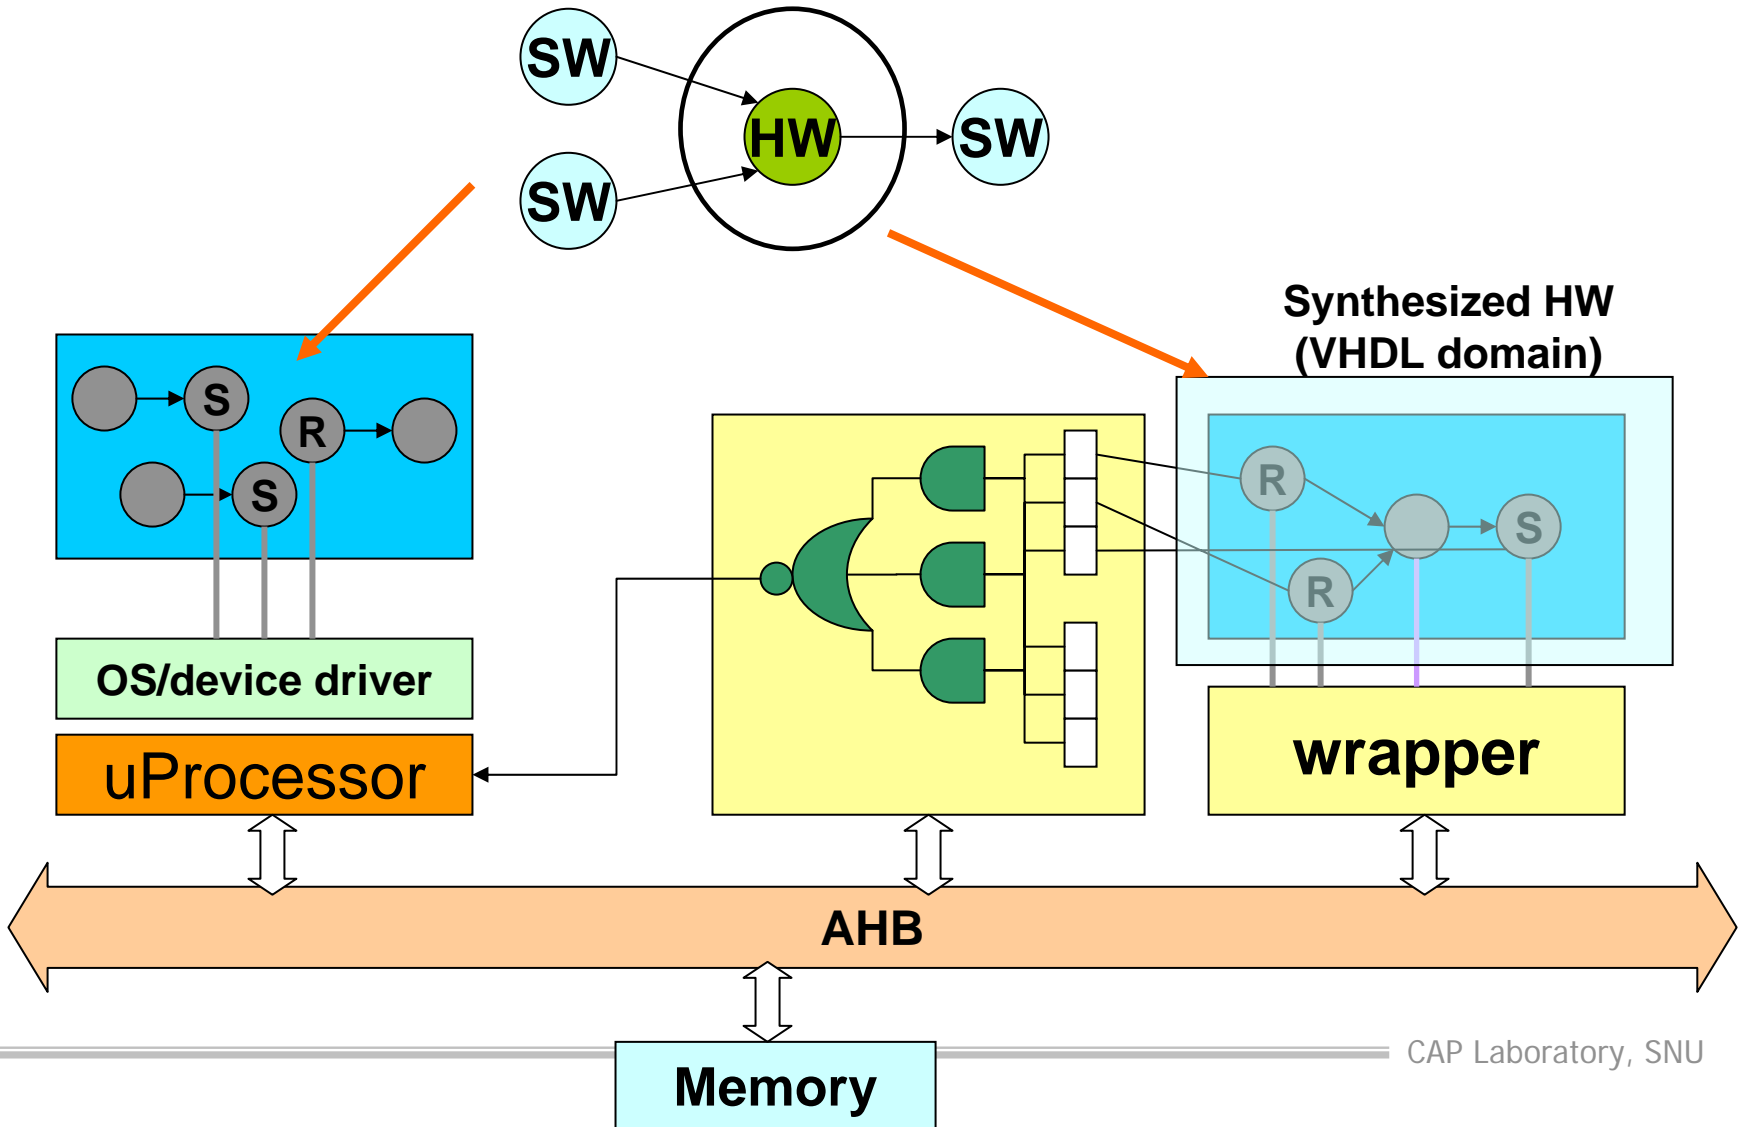 SW
HW
SW
SW
Synthesized HW
(VHDL domain)
S
R
S
R
S
R
OS/device driver
uProcessor
wrapper
AHB
CAP Laboratory, SNU
Memory